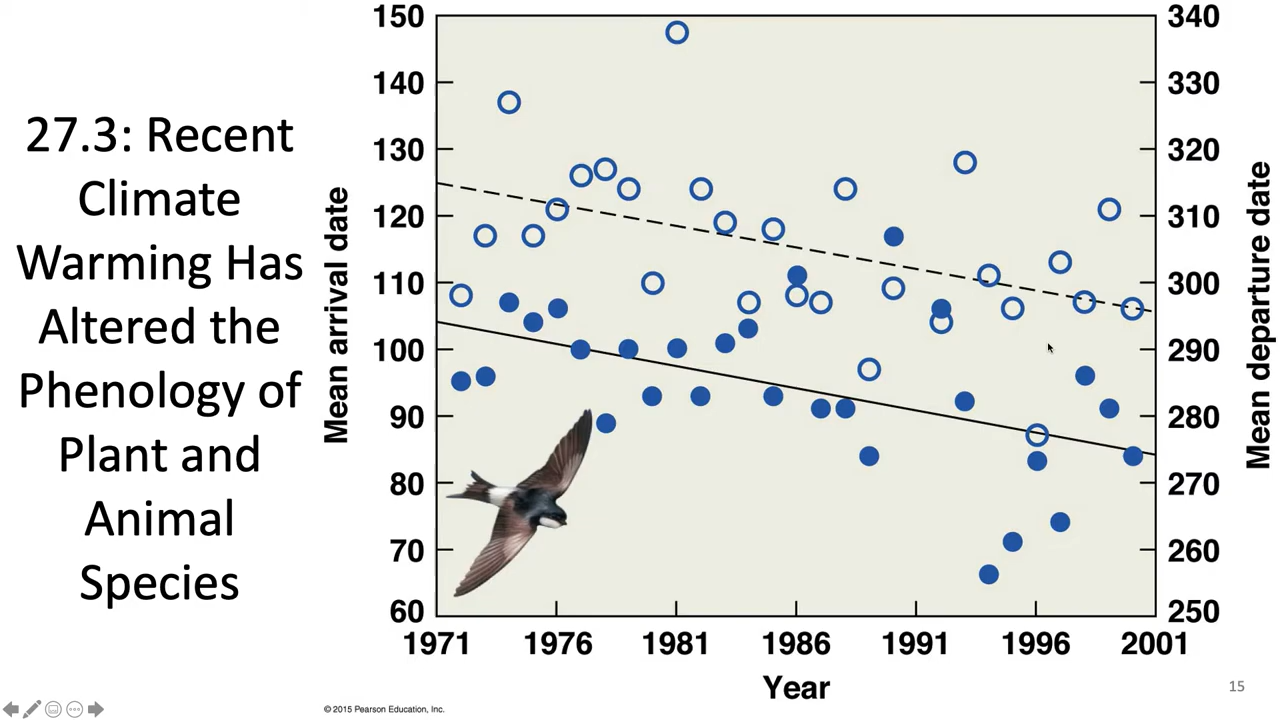 27.3: Recent
Climate
Warming Has
Altered the
Phenology of
Plant and
Animal
Species
Mean arrival date
150
140
130
120
110
100
90
80
70
60
340
330
320
310
300
290
280
270
260
250
Mean departure date
1971 1976 1981 1986 1991 1996 2001
Year
© 2015 Pearson Education, Inc.
15